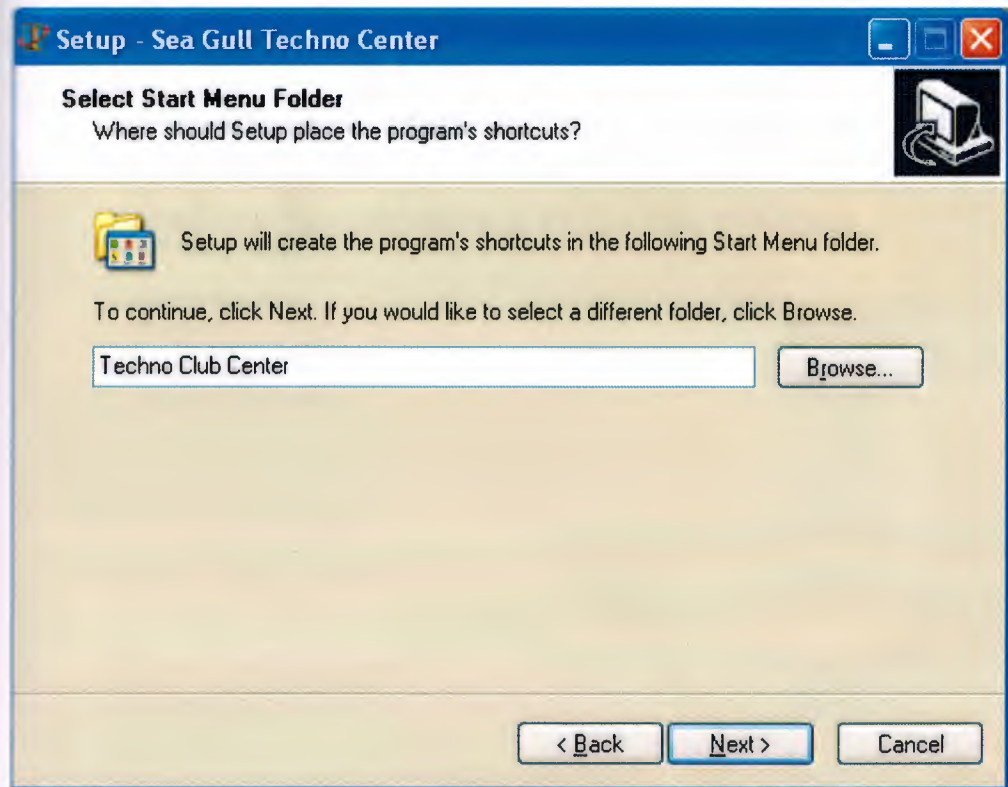 Setup - Sea Gull Techno Center
Select Start Menu Folder
Where should Setup place the program's shortcuts?
Setup will create the program's shortcuts in the following Start Menu folder.
To continue, click Next. If you would like to select a different folder, click Browse.
Techno Club Center
Browse...
< Back
Next >
Cancel